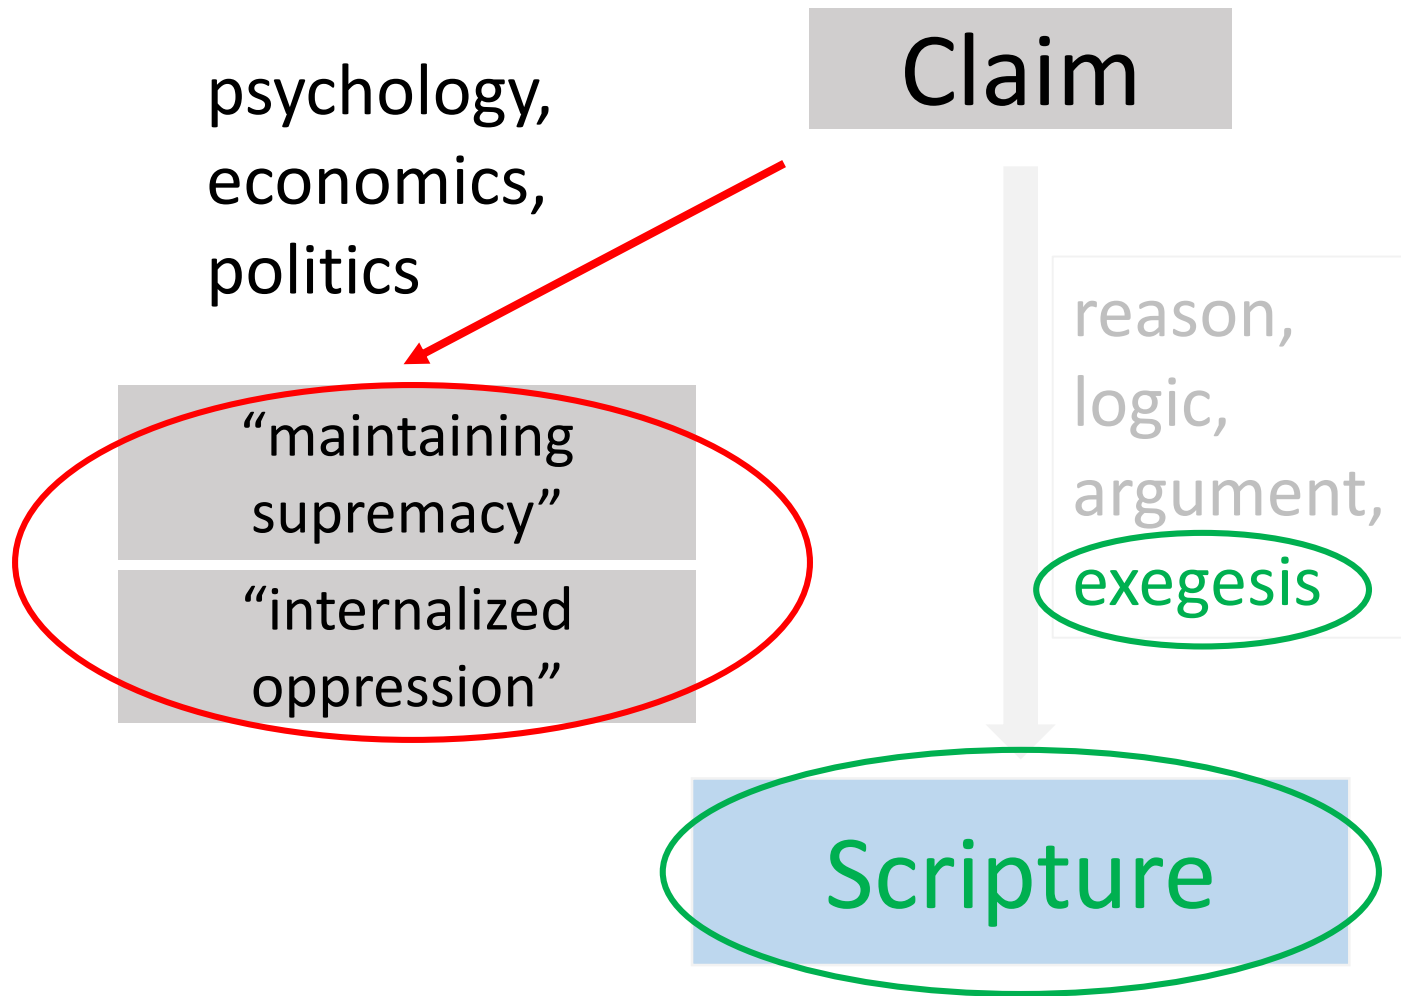 Claim
psychology,
economics,
politics
reason,
logic,
argument,
exegesis
“maintaining
supremacy”
“internalized
oppression”
Scripture